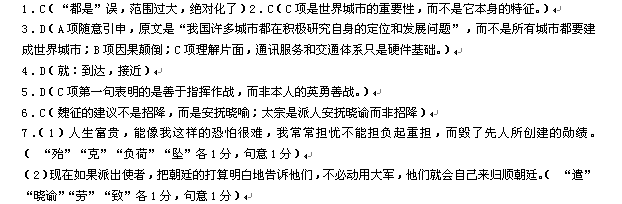 1.C(“都是”误，范围过大，绝对化了)2.C(C项是世界城市的重要性，而不是它本身的特征。)
3.D(A项随意引申，原文是“我国许多城市都在积极研究自身的定位和发展问题”，而不是所有城市都要建
成世界城市；B项因果颠倒；C项理解片面，通讯服务和交通体系只是硬件基础。)
4.D(就：到达，接近)
5.D(C项第一句表明的是善于指挥作战，而非本人的英勇善战。)
6.C(魏征的建议不是招降，而是安抚晓喻；太宗是派人安抚晓谕而非招降)
7.(1)人生富贵，能像我这样的恐怕很难，我常常担忧不能担负起重担，而毁了先人所创建的勋绩。
( “殆” “克” “负荷” “坠”各1分，句意1分)
(2)现在如果派出使者，把朝廷的打算明白地告诉他们，不必动用大军，他们就会自己来归顺朝廷。( “遣”
“晓谕”“劳” “致”各1分，句意1分)